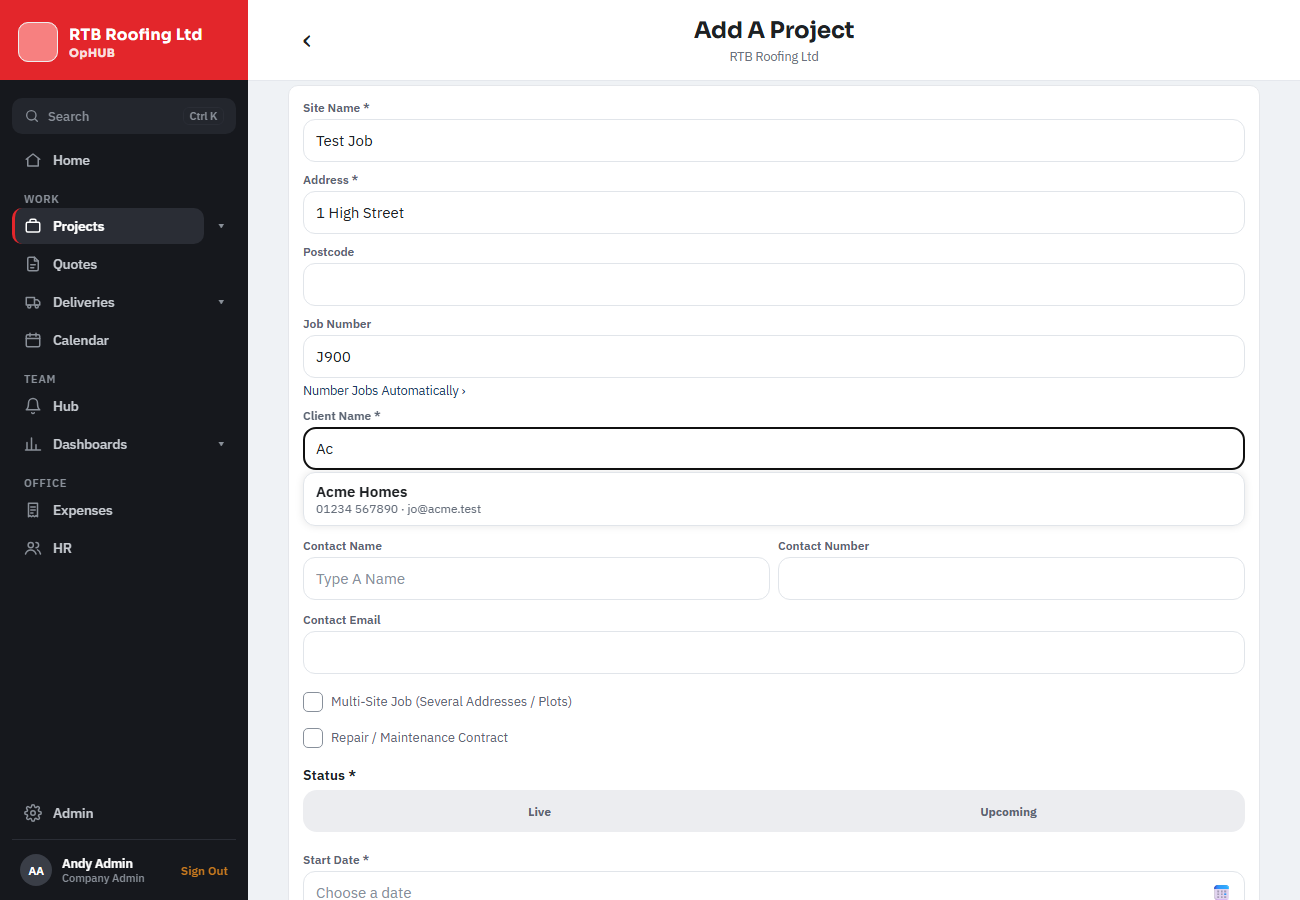 RTB Roofing Ltd
OpHUB
Search
Ctrl K
Home
WORK
Projects
Quotes
Deliveries
Calendar
TEAM
Hub
Dashboards
OFFICE
Expenses
HR
Admin
AA
Andy Admin
Company Admin
Sign Out
Add A Project
RTB Roofing Ltd
Site Name *
Test Job
Address *
1 High Street
Postcode
Job Number
J900
Number Jobs Automatically ›
Client Name *
Ac
Acme Homes
01234 567890 · jo@acme.test
Contact Name
Contact Number
Type A Name
Contact Email
Multi-Site Job (Several Addresses / Plots)
Repair / Maintenance Contract
Status *
Live
Upcoming
Start Date *
Choose a date